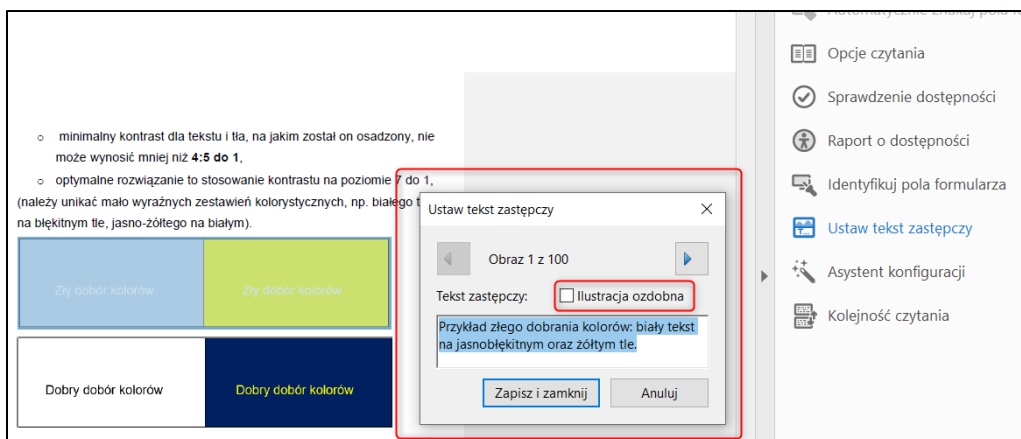 minimalny kontrast dla tekstu i tła, na jakim został on osadzony, nie
może wynosić mniej niż 4:5 do 1,
optymalne rozwiązanie to stosowanie kontrastu na poziomie 7 do 1,
(należy unikać mało wyraźnych zestawień kolorystycznych, np. białego
na błękitnym tle, jasno-żółtego na białym).
Zły dobór kolorów
Zły dobór kolorów
Dobry dobór kolorów
Dobry dobór kolorów
Ustaw tekst zastępczy
Obraz 1 z 100
Tekst zastępczy:
Ilustracja ozdobna
Przykład złego dobrania kolorów: biały tekst
na jasnobłękitnym oraz żółtym tle.
Zapisz i zamknij
Anuluj
Opcje czytania
Sprawdzenie dostępności
Raport o dostępności
Identyfikuj pola formularza
Ustaw tekst zastępczy
Asystent konfiguracji
Kolejność czytania